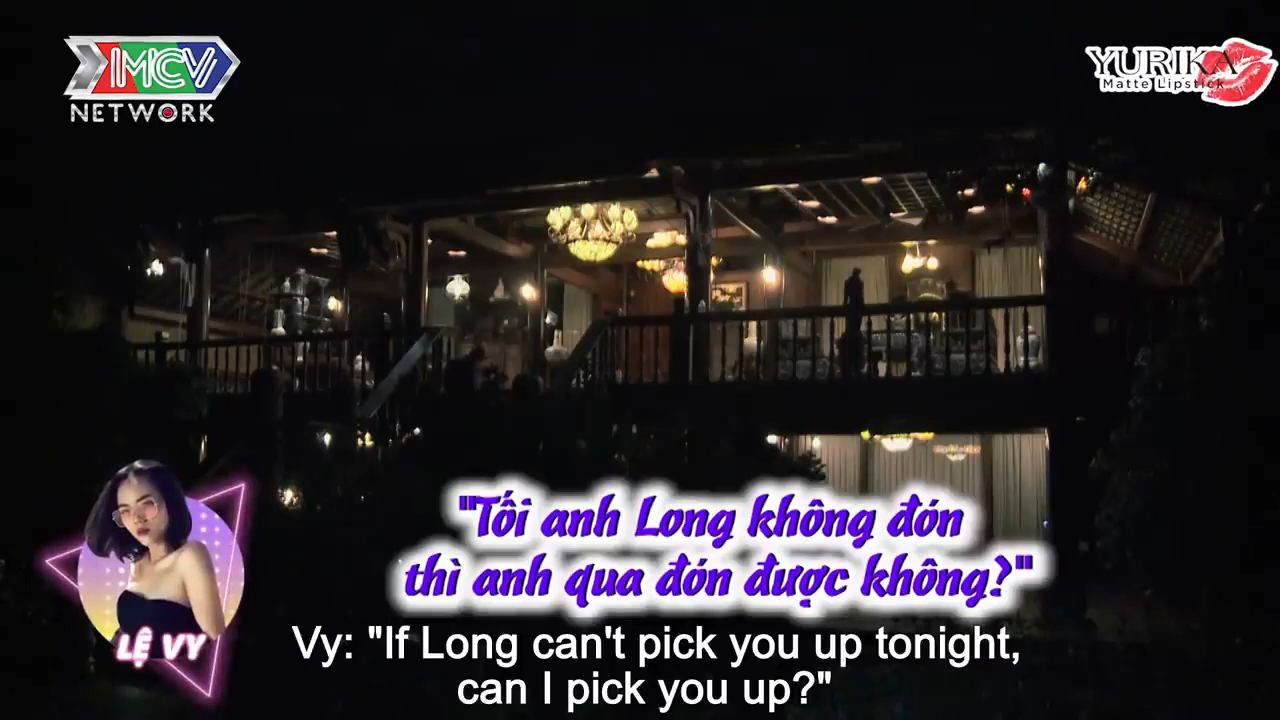 MCV
NETWORK
YURIKA
Matte Lipstick
"Tối anh Long không đón
thì anh qua đón được không?"
LỆ VY
Vy: "If Long can't pick you up tonight,
can I pick you up?"